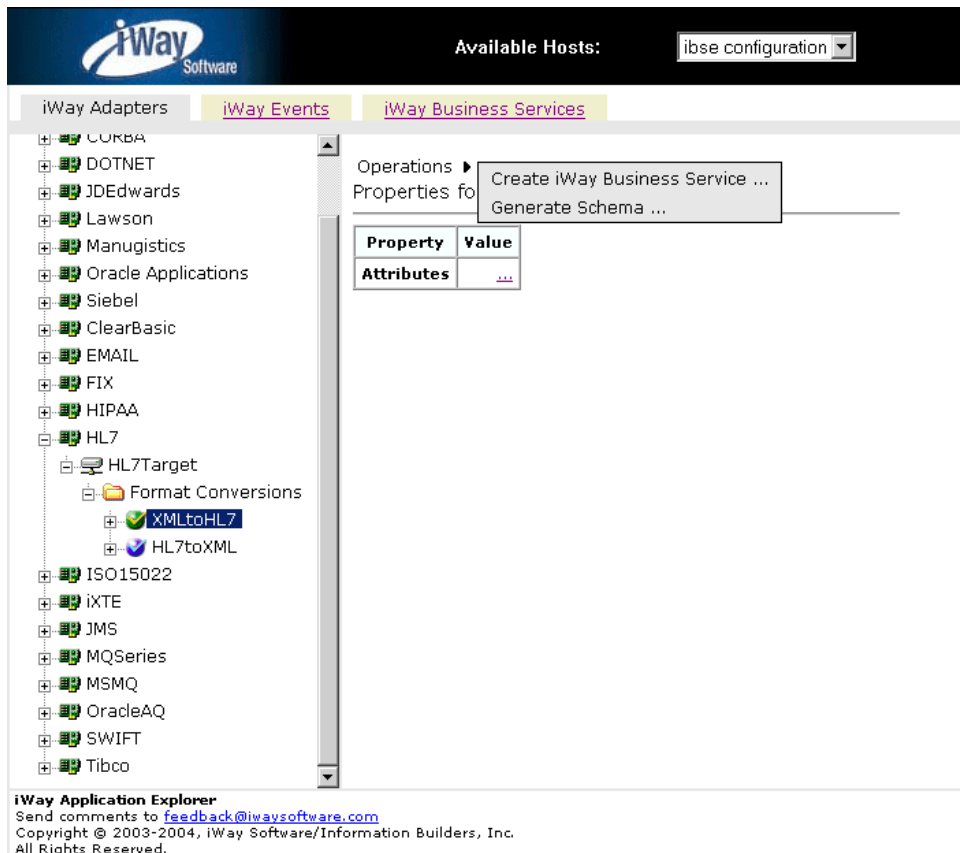 iWay
Software
Available Hosts:
ibse configuration
iWay Adapters iWay Events iWay Business Services
CORBA
DOTNET
JDEdwards
Lawson
Manugistics
Oracle Applications
Siebel
ClearBasic
EMAIL
FIX
HIPAA
HL7
HL7Target
Format Conversions
XMLtoHL7
HL7toXML
ISO15022
iXTE
JMS
MQSeries
MSMQ
OracleAQ
SWIFT
Tibco
Operations
Create iWay Business Service ...
Properties fo
Generate Schema ...
Property Value
Attributes ...
iWay Application Explorer
Send comments to feedback@iwaysoftware.com
Copyright © 2003-2004, iWay Software/Information Builders, Inc.
All Rights Reserved.